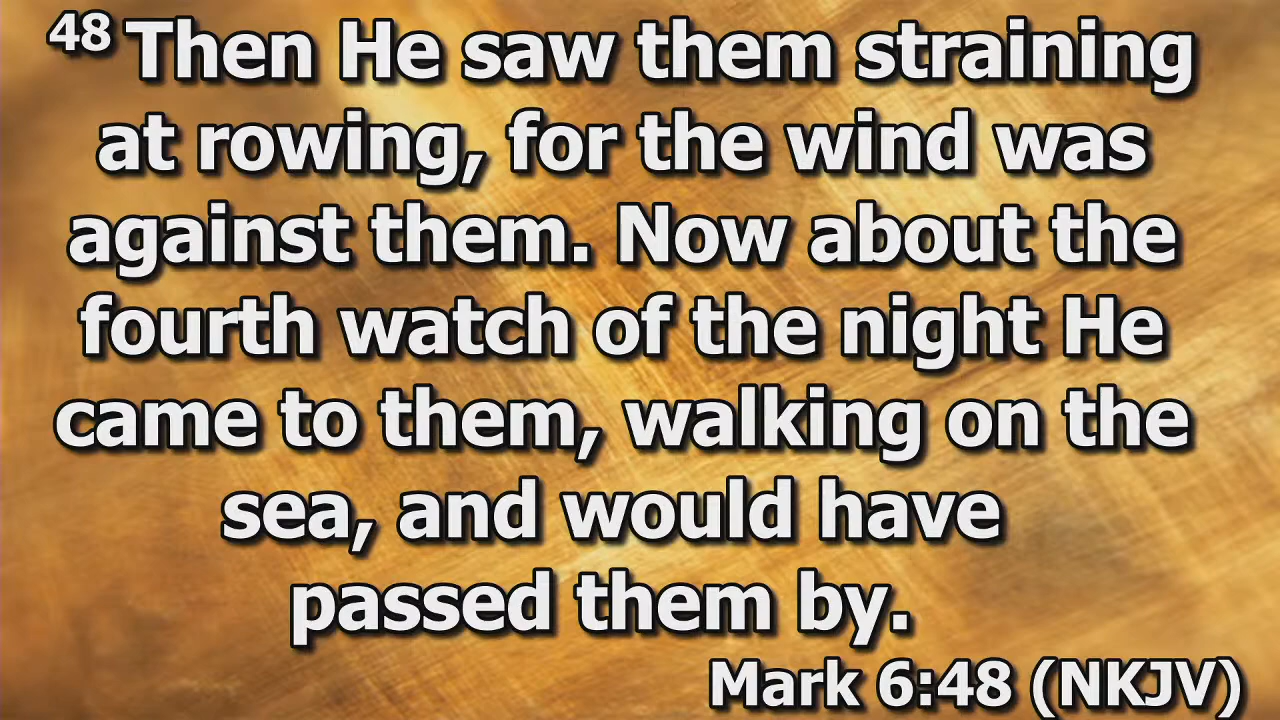 48 Then He saw them straining
at rowing, for the wind was
against them. Now about the
fourth watch of the night He
came to them, walking on the
sea, and would have
passed them by.
Mark 6:48 (NKJV)